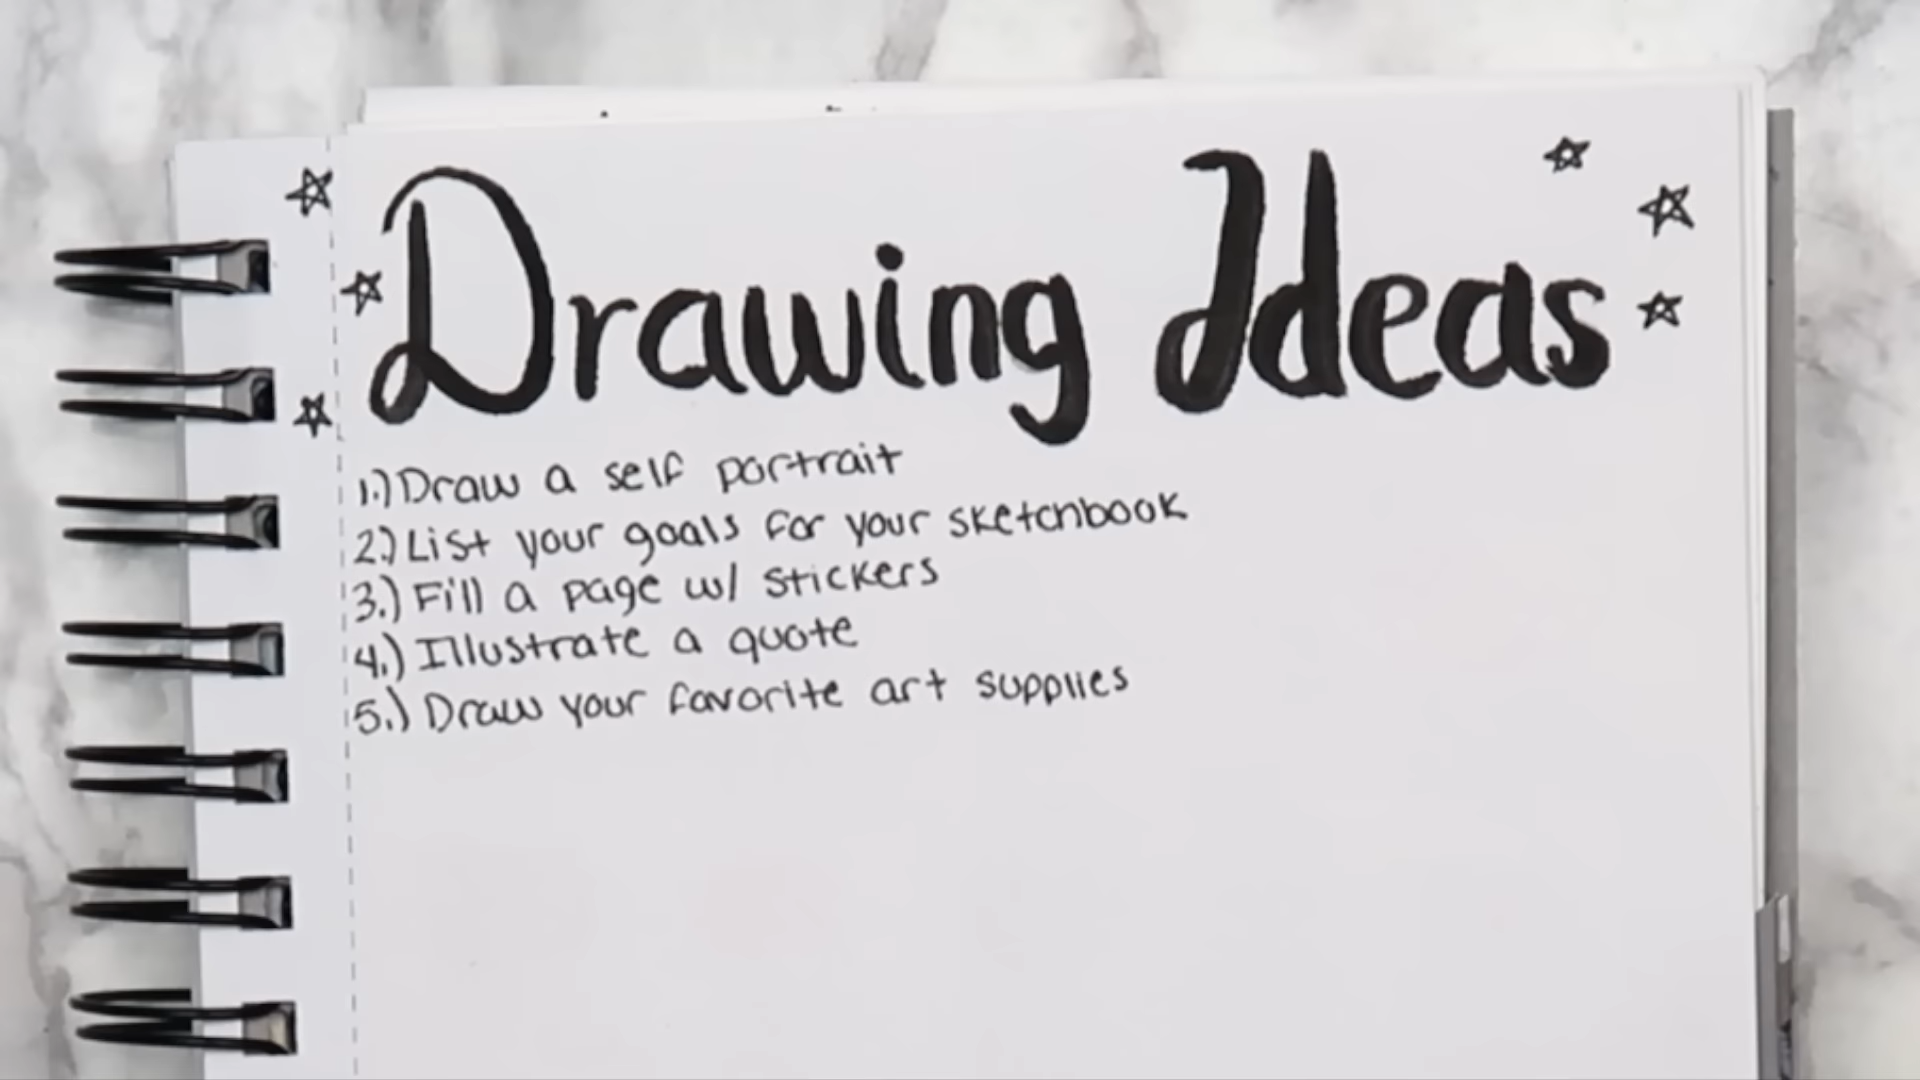 Drawing Ideas
1.) Draw a self portrait
2.) List your goals for your sketchbook
3.) Fill a page w/ stickers
4.) Illustrate a quote
5.) Draw your favorite art supplies